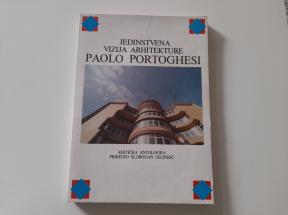 JEDINSTVENA
VIZIJA ARHITEKTURE
PAOLO PORTOGHESI
KRITIČKA ANTOLOGIJA
PRIREDIO SLOBODAN SELINKIĆ